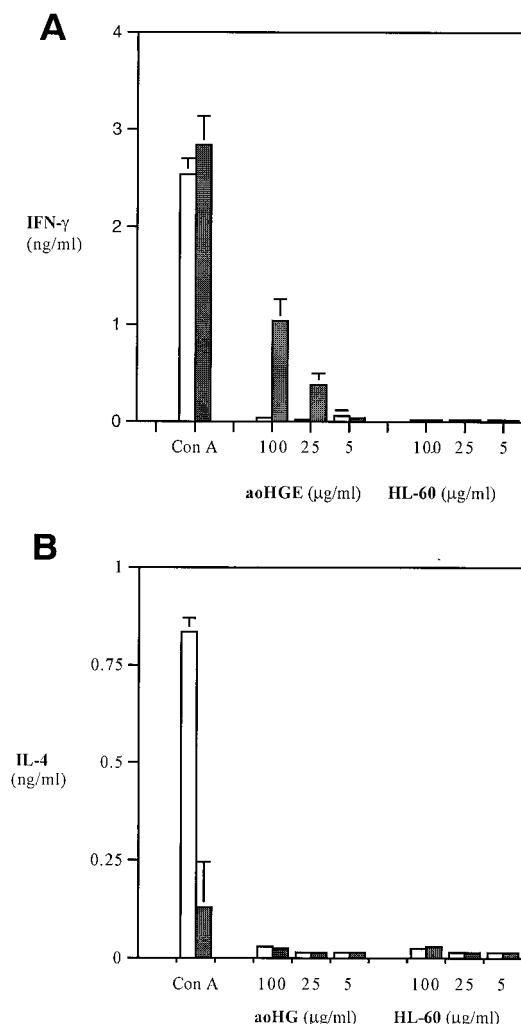 A
4
3
IFN-γ
(ng/ml)
2
1
0
Con A 100 25 5 10.0 25 5
aoHGE (μg/ml) HL-60 (μg/ml)
B
1
0.75
IL-4
(ng/ml)
0.5
0.25
0
Con A 100 25 5 100 25 5
aoHG (μg/ml) HL-60 (μg/ml)